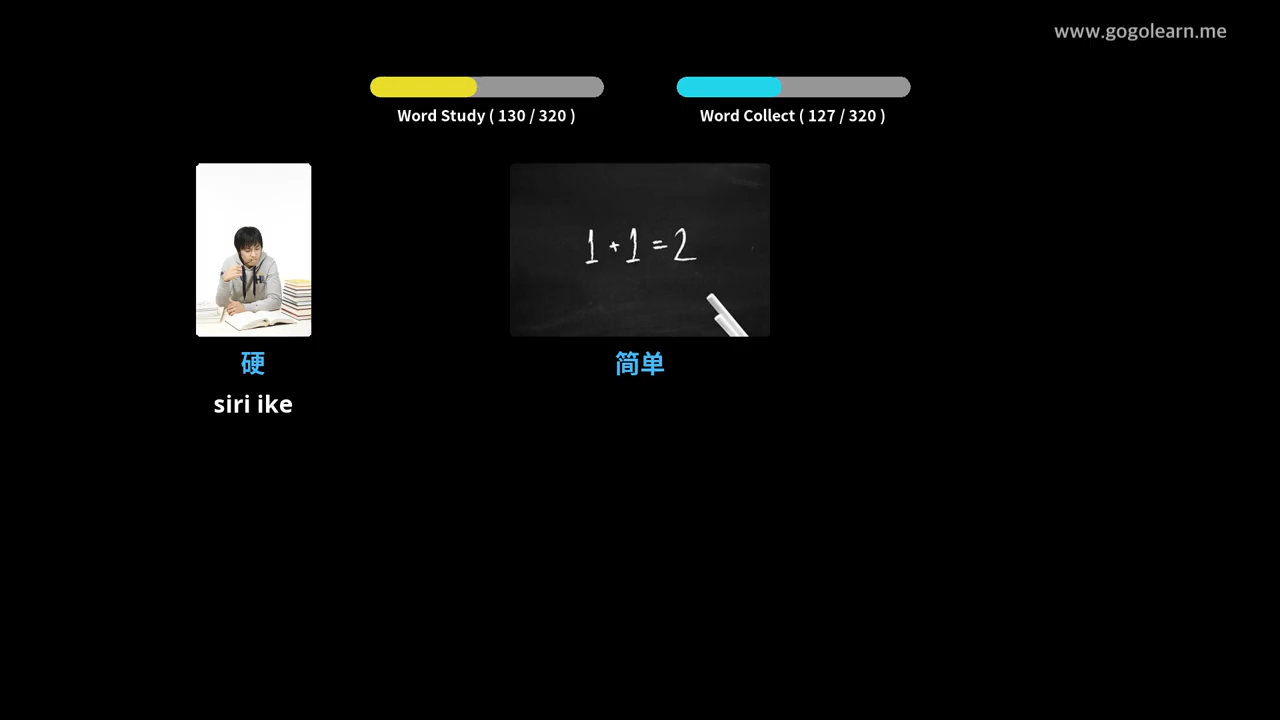 www.gogolearn.me
Word Study ( 130 / 320 )
Word Collect ( 127 / 320 )
1 + 1 = 2
硬
简单
siri ike